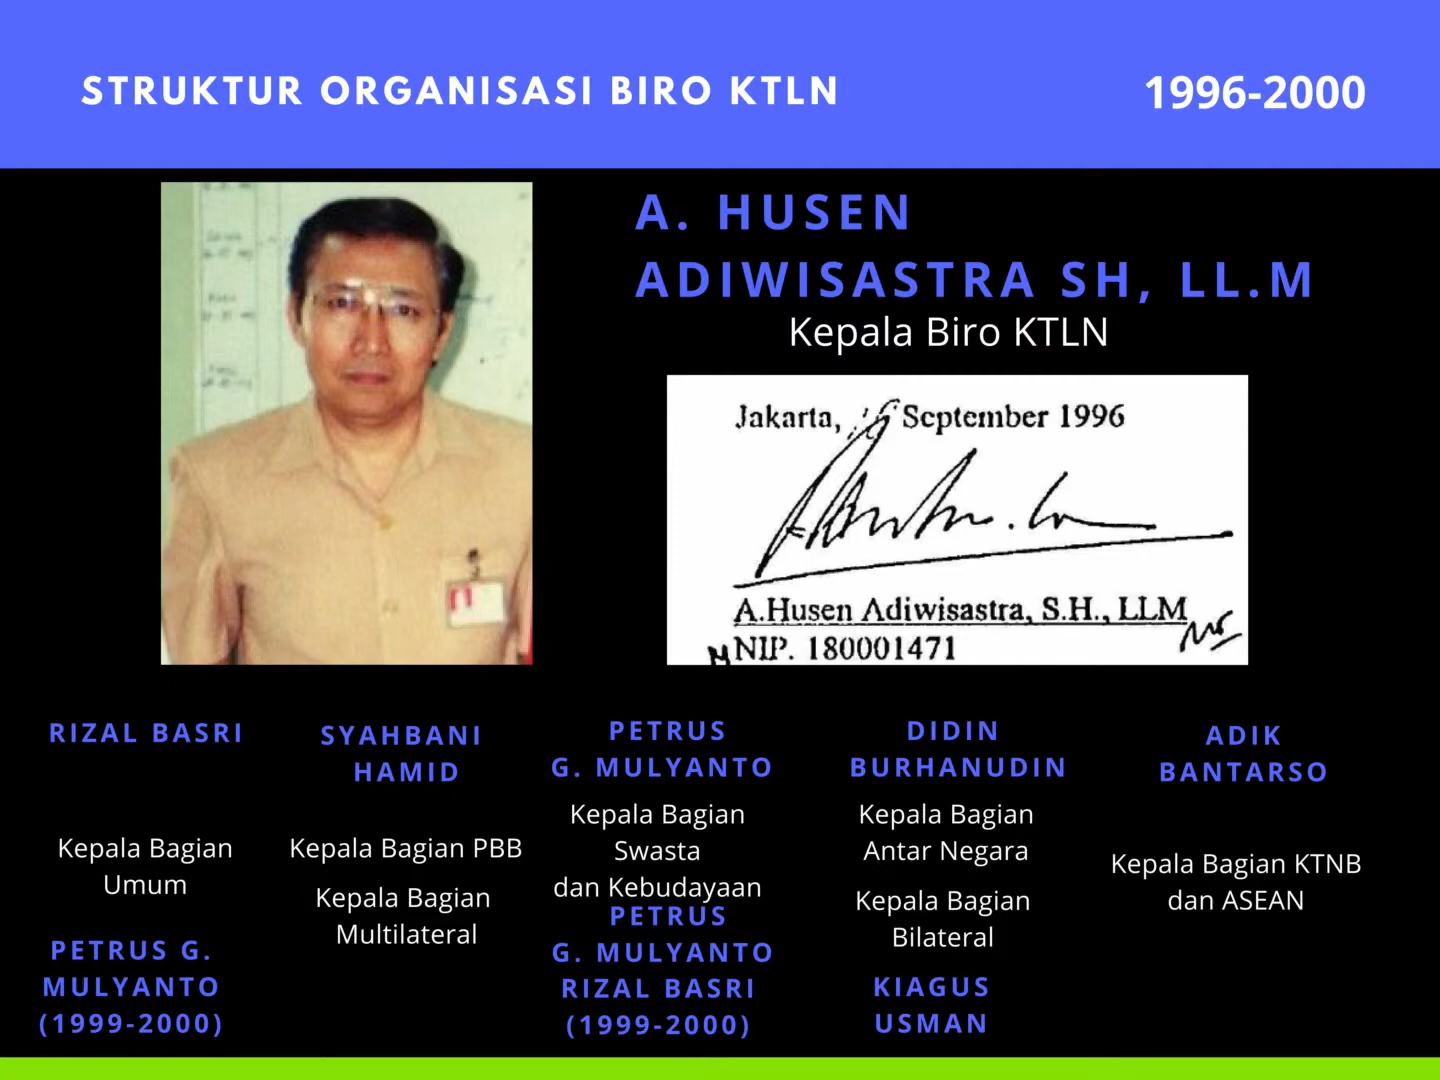 STRUKTUR ORGANISASI BIRO KTLN
1996-2000
A. HUSEN
ADIWISASTRA SH, LL.M
Kepala Biro KTLN
Jakarta, September 1996
A.Husen Adiwisastra, S.H., LLM
NIP. 180001471
RIZAL BASRI
Kepala Bagian
Umum
PETRUS G.
MULYANTO
(1999-2000)
SYAHBANI
HAMID
Kepala Bagian PBB
Kepala Bagian
Multilateral
PETRUS
G. MULYANTO
Kepala Bagian
Swasta
dan Kebudayaan
PETRUS
G. MULYANTO
RIZAL BASRI
(1999-2000)
DIDIN
BURHANUDIN
Kepala Bagian
Antar Negara
Kepala Bagian
Bilateral
KIAGUS
USMAN
ADIK
BANTARSO
Kepala Bagian KTNB
dan ASEAN